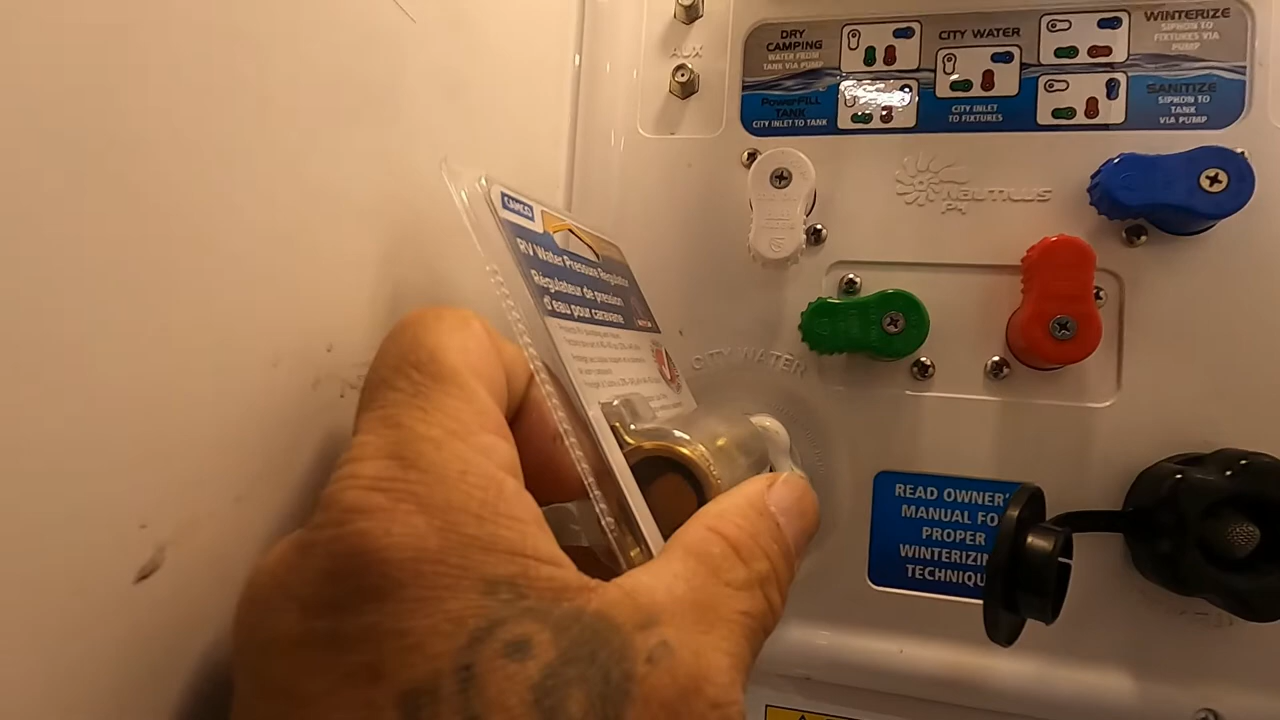 AUX
DRY
CAMPING
WATER FROM
TANK VIA PUMP
PowerFILL
TANK
CITY INLET TO TANK
CITY WATER
CITY INLET
TO FIXTURES
WINTERIZE
SIPHON TO
FIXTURES VIA
PUMP
SANITIZE
SIPHON TO
TANK
VIA PUMP
NAUTILUS
P4
CAMCO
RV Water Pressure Regulator
Régulateur de pression
d'eau pour caravane
CITY WATER
READ OWNER'
MANUAL FO
PROPER
WINTERIZIN
TECHNIQU